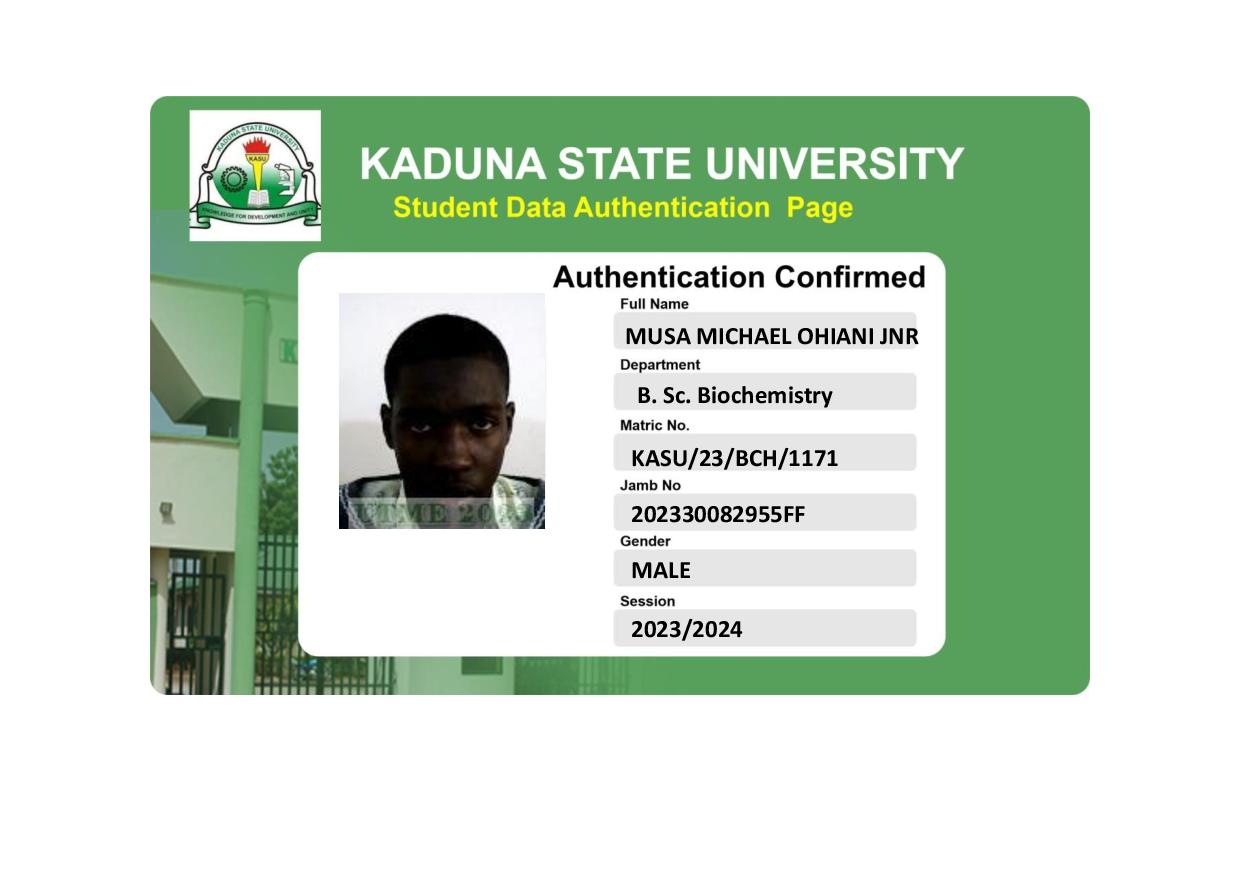 KADUNA STATE UNIVERSITY
KASU
KNOWLEDGE FOR DEVELOPMENT AND UNITY
KADUNA STATE UNIVERSITY
Student Data Authentication Page
Authentication Confirmed
Full Name
MUSA MICHAEL OHIANI JNR
Department
B. Sc. Biochemistry
Matric No.
KASU/23/BCH/1171
Jamb No
202330082955FF
Gender
MALE
Session
2023/2024
UTME